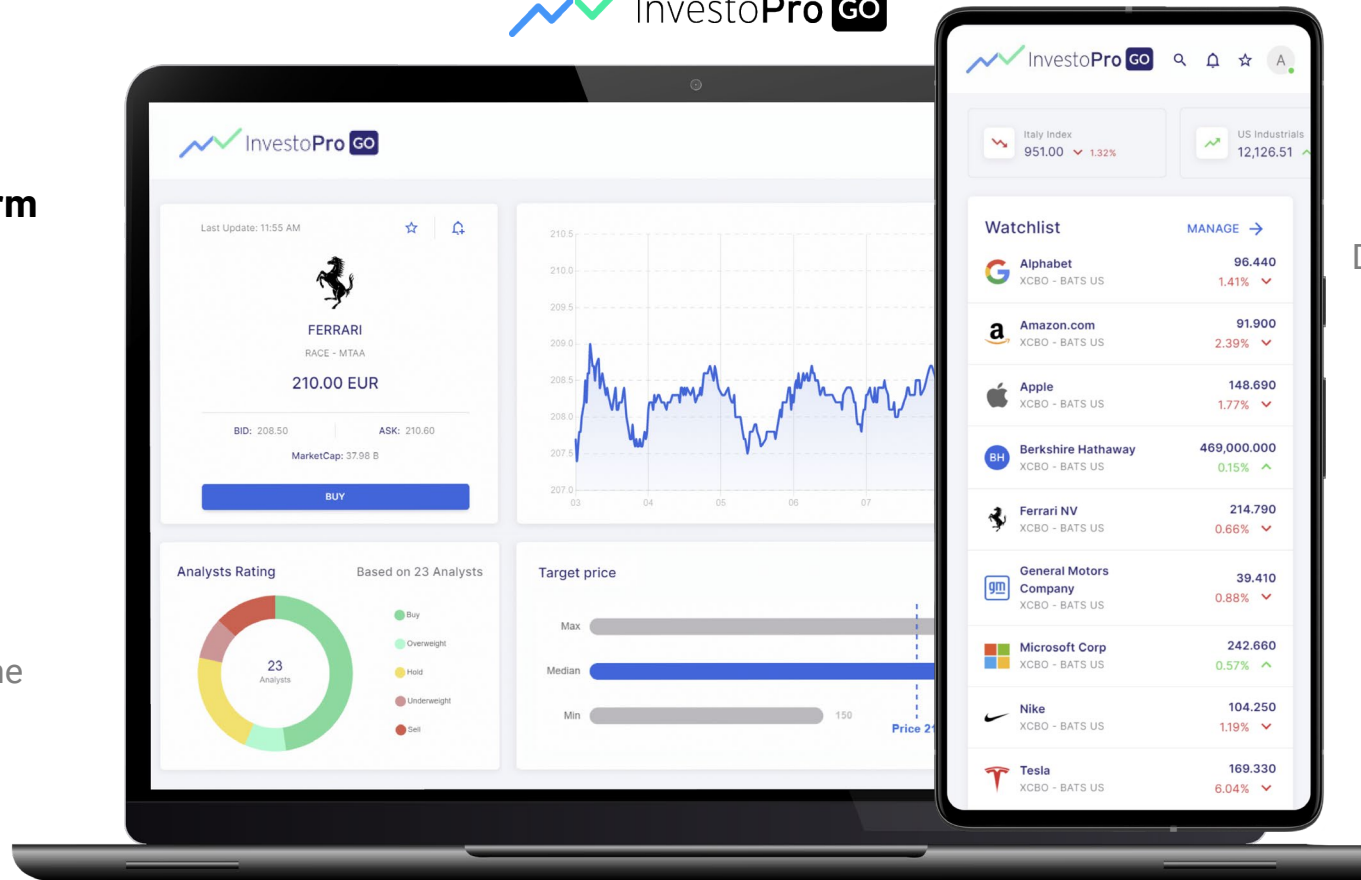 InvestoPro GO
rm
ne
D
InvestoPro GO
Last Update: 11:55 AM
FERRARI
RACE - MTAA
210.00 EUR
BID: 208.50 ASK: 210.60
MarketCap: 37.98 B
BUY
210.5
210.0
209.5
209.0
208.5
208.0
207.5
207.0
03 04 05 06 07
Analysts Rating Based on 23 Analysts
23
Analysts
Buy
Overweight
Hold
Underweight
Sell
Target price
Max
Median
Min 150
Price 21
InvestoPro GO A
Italy Index
951.00 1.32%
US Industrials
12,126.51
Watchlist MANAGE
Alphabet 96.440
XCBO - BATS US 1.41%
a Amazon.com 91.900
XCBO - BATS US 2.39%
Apple 148.690
XCBO - BATS US 1.77%
BH Berkshire Hathaway 469,000.000
XCBO - BATS US 0.15%
Ferrari NV 214.790
XCBO - BATS US 0.66%
General Motors
gm Company 39.410
XCBO - BATS US 0.88%
Microsoft Corp 242.660
XCBO - BATS US 0.57%
Nike 104.250
XCBO - BATS US 1.19%
Tesla 169.330
XCBO - BATS US 6.04%